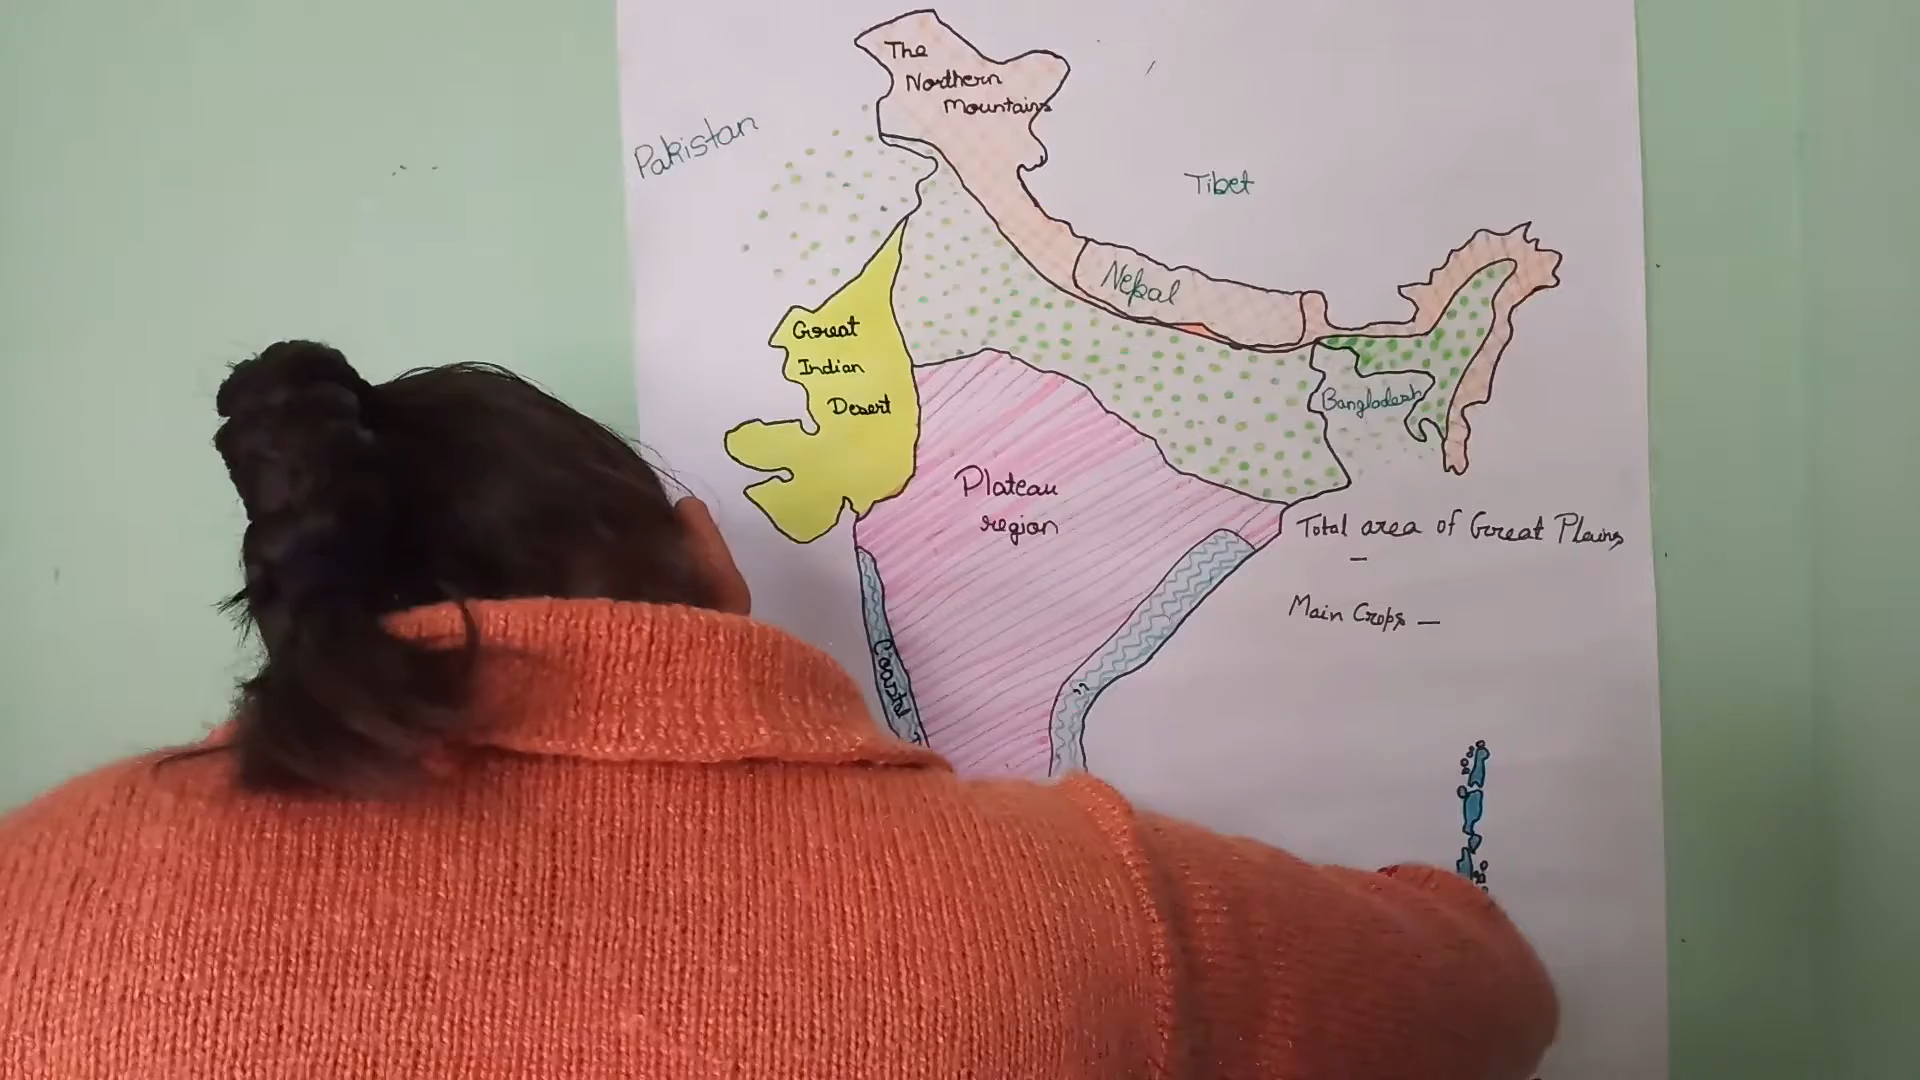 The
Northern
Mountains
Pakistan
Tibet
Nepal
Great
Indian
Desert
Bangladesh
Plateau
region
Total area of Great Plains
—
Main Crops —
Coastal
"